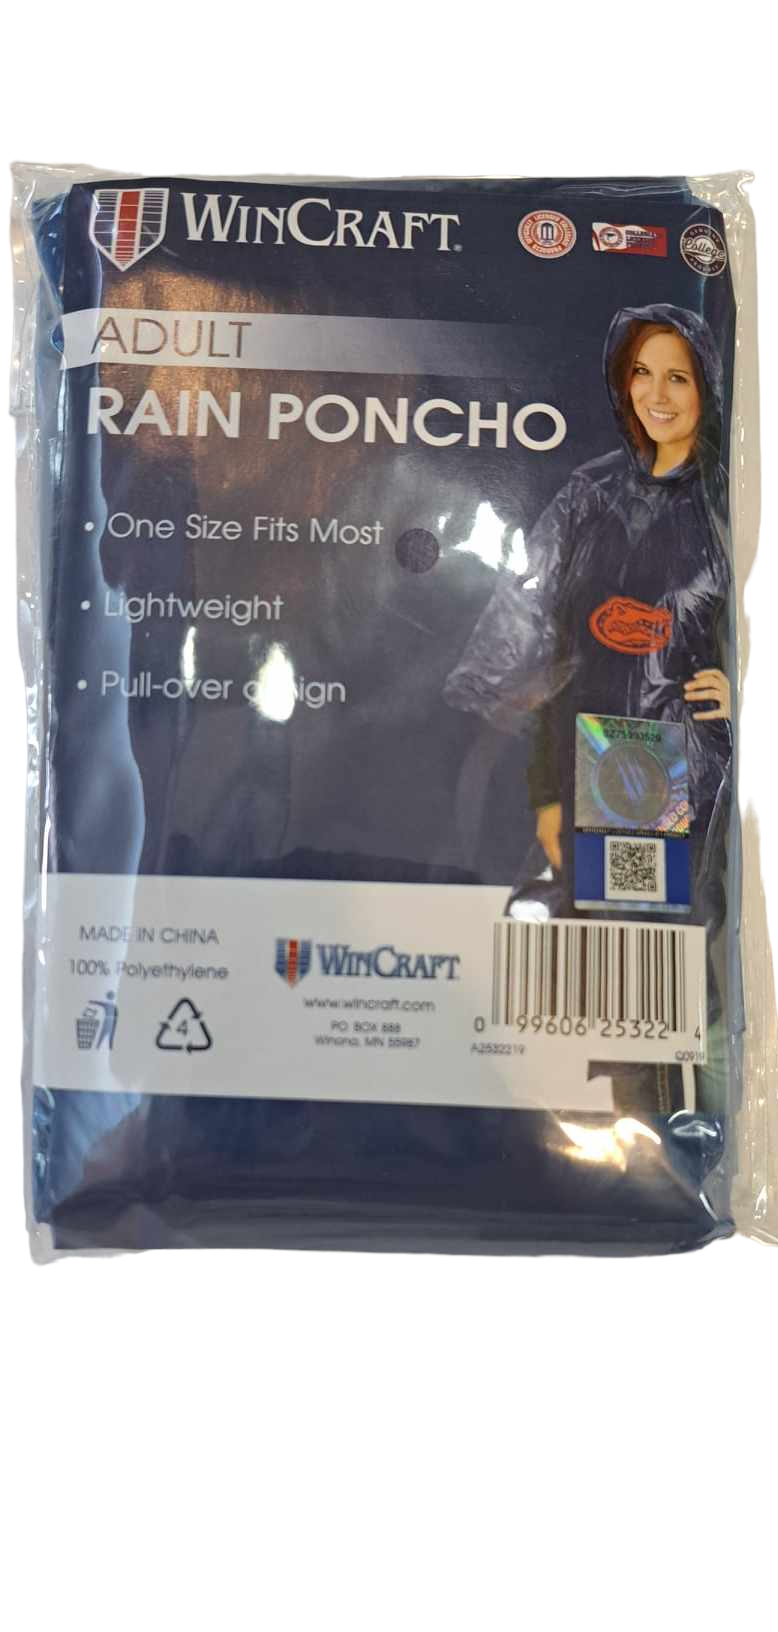 WINCRAFT
ADULT
RAIN PONCHO
• One Size Fits Most
• Lightweight
• Pull-over
MADE IN CHINA
100% Polyethylene
4
WINCRAFT
www.wincraft.com
PO BOX 888
Winona, MN 55987
0 99606 25322 4
A2532219